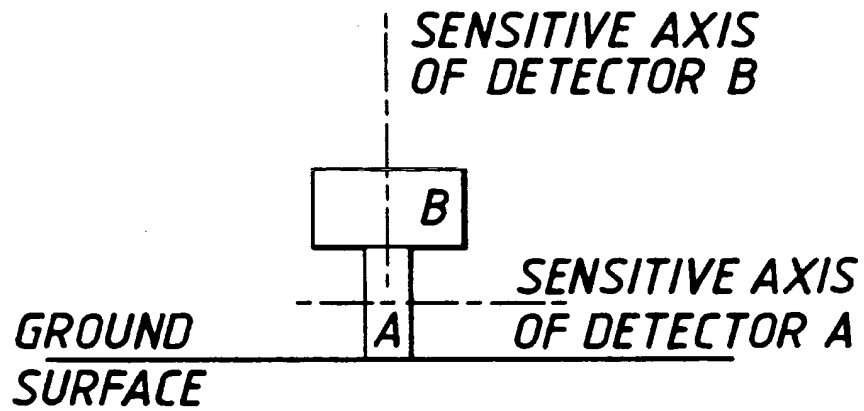 SENSITIVE AXIS
OF DETECTOR B
B
SENSITIVE AXIS
OF DETECTOR A
A
GROUND
SURFACE